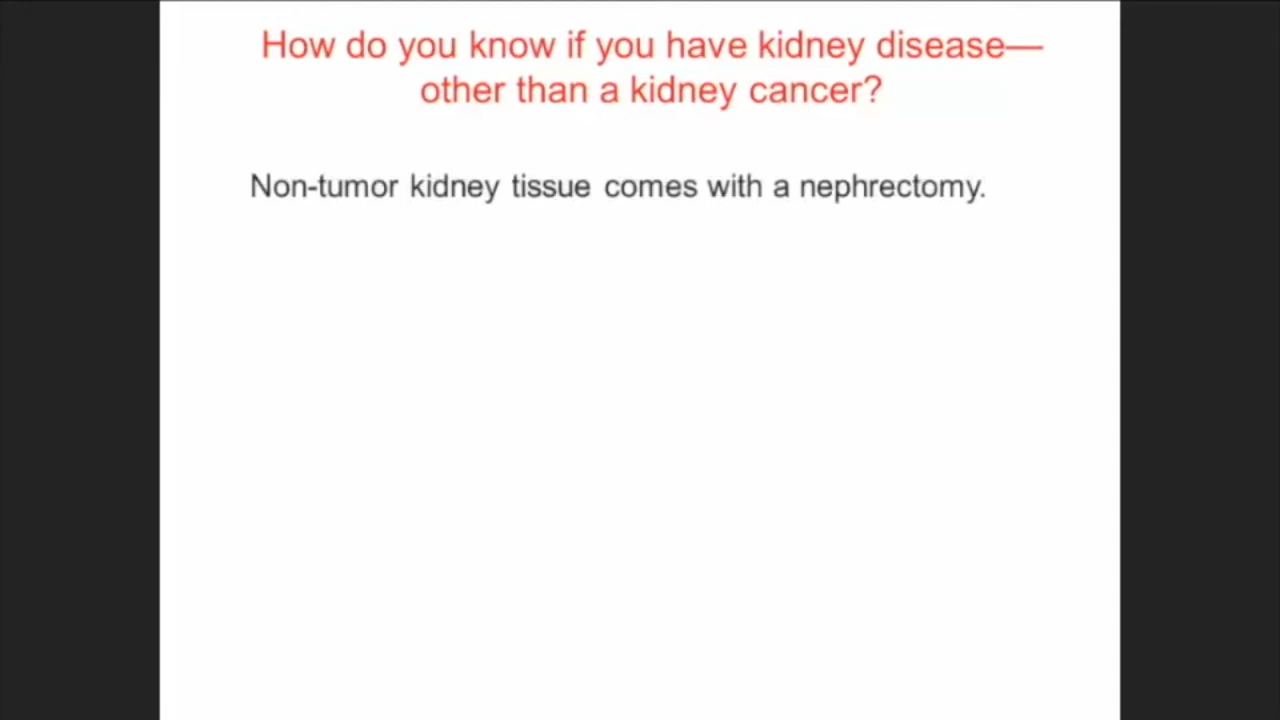 How do you know if you have kidney disease—
other than a kidney cancer?
Non-tumor kidney tissue comes with a nephrectomy.